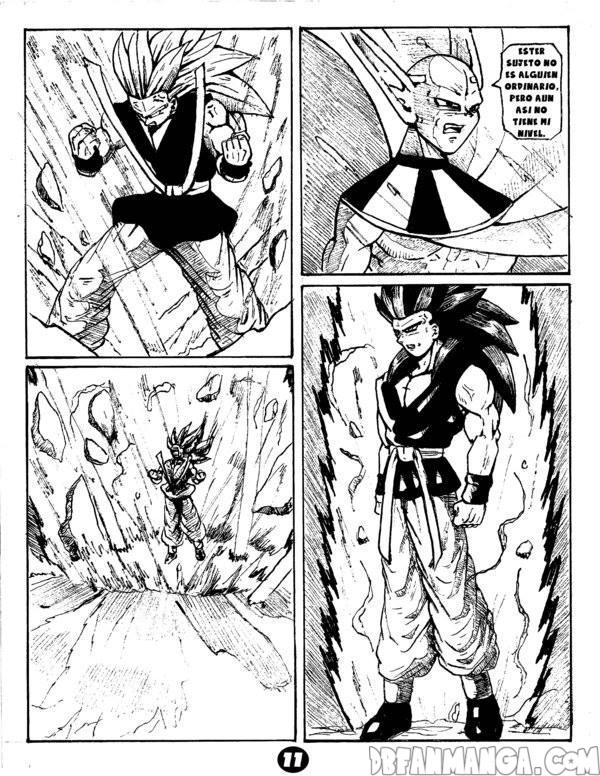 ESTER
SUJETO NO
ES ALGUIEN
ORDINARIO,
PERO AUN
ASI NO
TIENE MI
NIVEL.
11
DBFANMANGA.COM